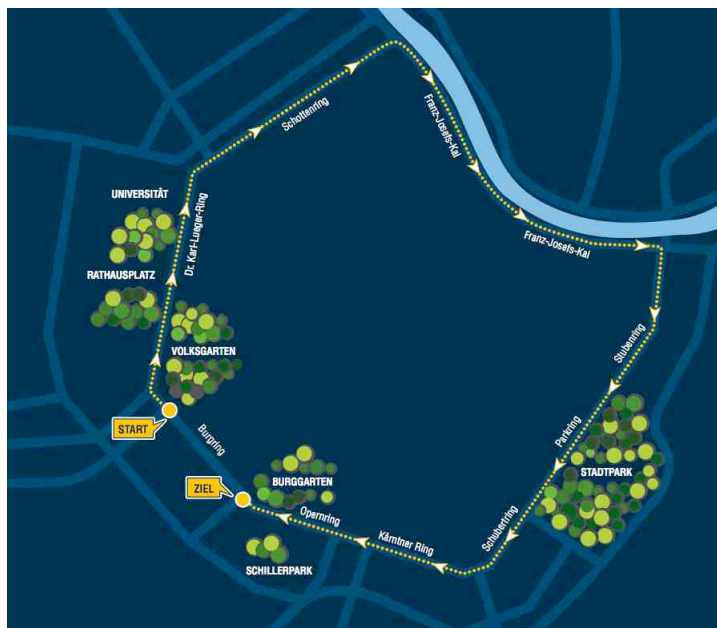 Schottenring
Franz-Josefs-Kai
UNIVERSITÄT
Dr. Karl-Lueger-Ring
Franz-Josefs-Kai
RATHAUSPLATZ
VOLKSGARTEN
Stubenring
START
Burgring
Parkring
STADTPARK
BURGGARTEN
ZIEL
Opernring
Kärntner Ring
Schubertring
SCHILLERPARK